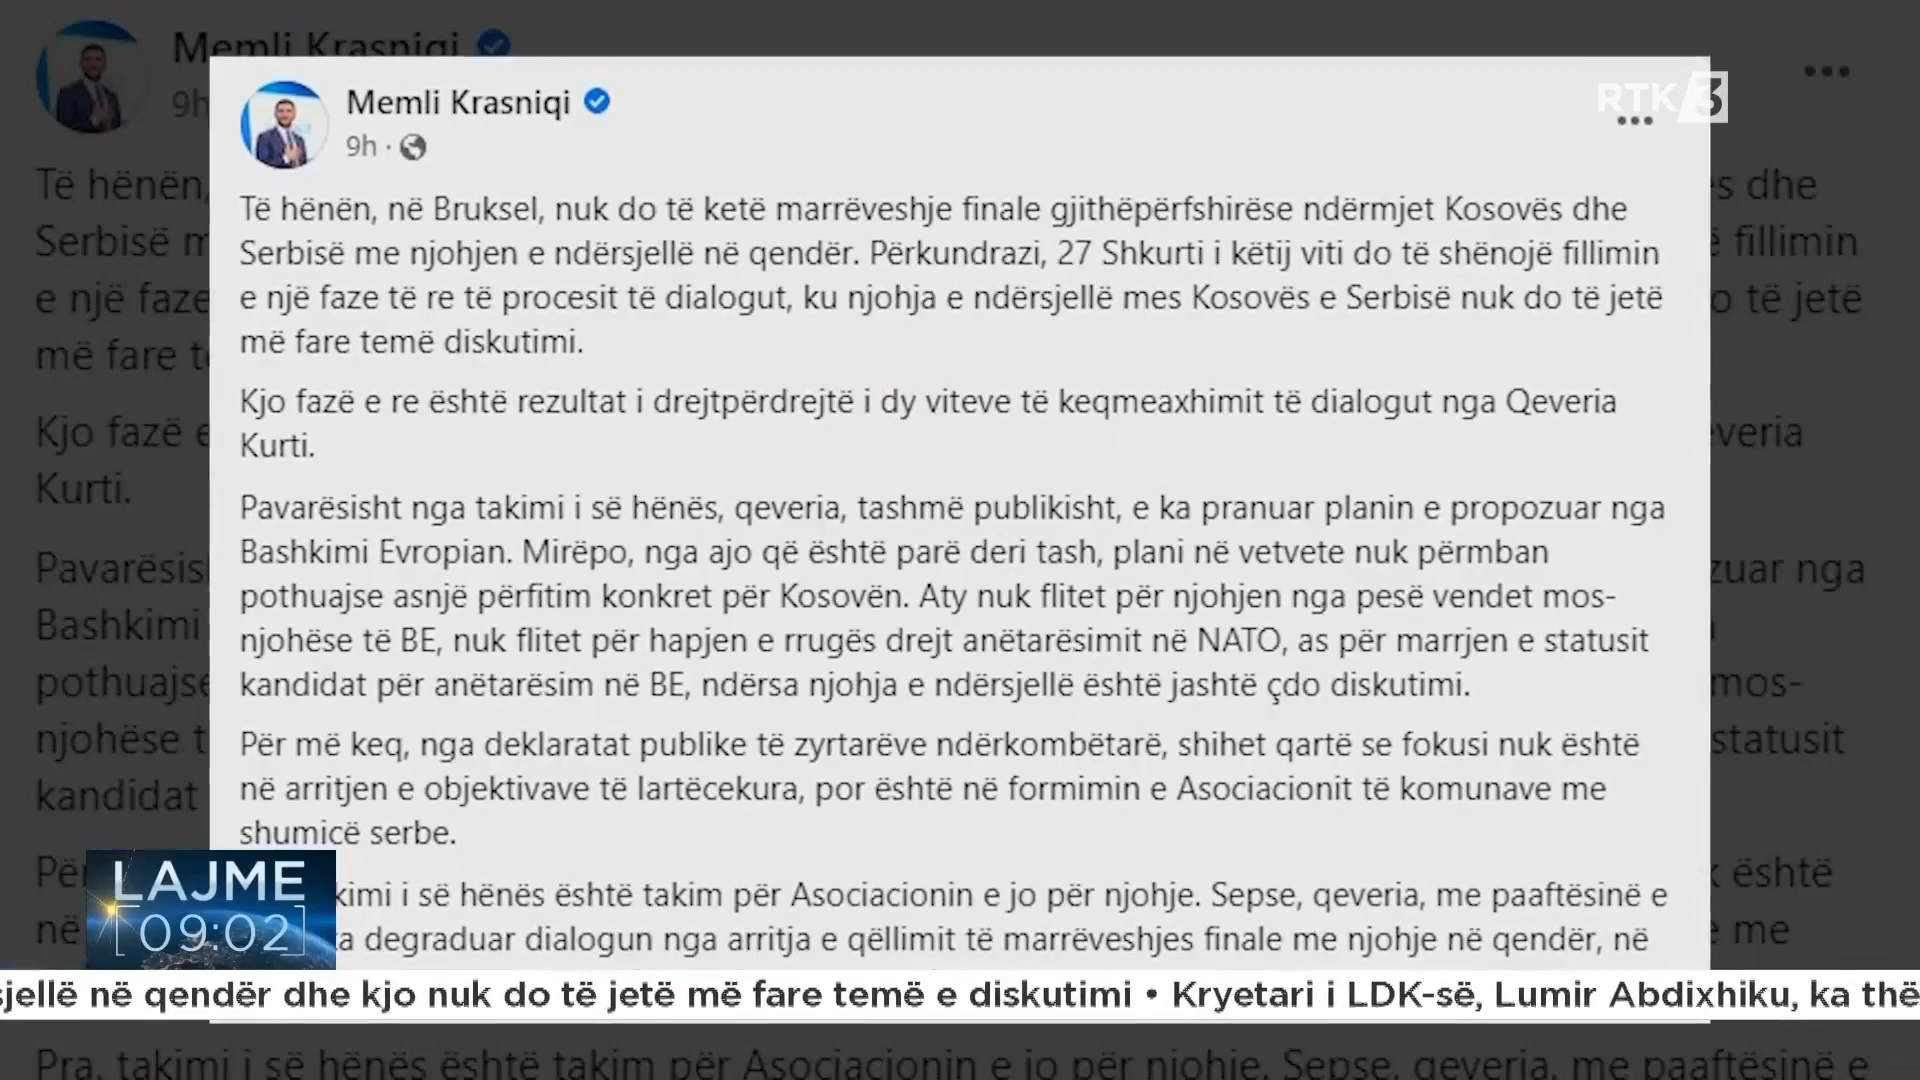 Memli Krasniqi
9h ·
RTK 3
Të hënën, në Bruksel, nuk do të ketë marrëveshje finale gjithëpërfshirëse ndërmjet Kosovës dhe
Serbisë me njohjen e ndërsjellë në qendër. Përkundrazi, 27 Shkurti i këtij viti do të shënojë fillimin
e një faze të re të procesit të dialogut, ku njohja e ndërsjellë mes Kosovës e Serbisë nuk do të jetë
më fare temë diskutimi.
Kjo fazë e re është rezultat i drejtpërdrejtë i dy viteve të keqmeaxhimit të dialogut nga Qeveria
Kurti.
Pavarësisht nga takimi i së hënës, qeveria, tashmë publikisht, e ka pranuar planin e propozuar nga
Bashkimi Evropian. Mirëpo, nga ajo që është parë deri tash, plani në vetvete nuk përmban
pothuajse asnjë përfitim konkret për Kosovën. Aty nuk flitet për njohjen nga pesë vendet mos-
njohëse të BE, nuk flitet për hapjen e rrugës drejt anëtarësimit në NATO, as për marrjen e statusit
kandidat për anëtarësim në BE, ndërsa njohja e ndërsjellë është jashtë çdo diskutimi.
Për më keq, nga deklaratat publike të zyrtarëve ndërkombëtarë, shihet qartë se fokusi nuk është
në arritjen e objektivave të lartëcekura, por është në formimin e Asociacionit të komunave me
shumicë serbe.
kimi i së hënës është takim për Asociacionin e jo për njohje. Sepse, qeveria, me paaftësinë e
a degraduar dialogun nga arritja e qëllimit të marrëveshjes finale me njohje në qendër, në
LAJME
09:02
sjellë në qendër dhe kjo nuk do të jetë më fare temë e diskutimi • Kryetari i LDK-së, Lumir Abdixhiku, ka thë
Pra, takimi i së hënës është takim për Asociacionin e jo për njohje. Sepse, qeveria, me paaftësinë e